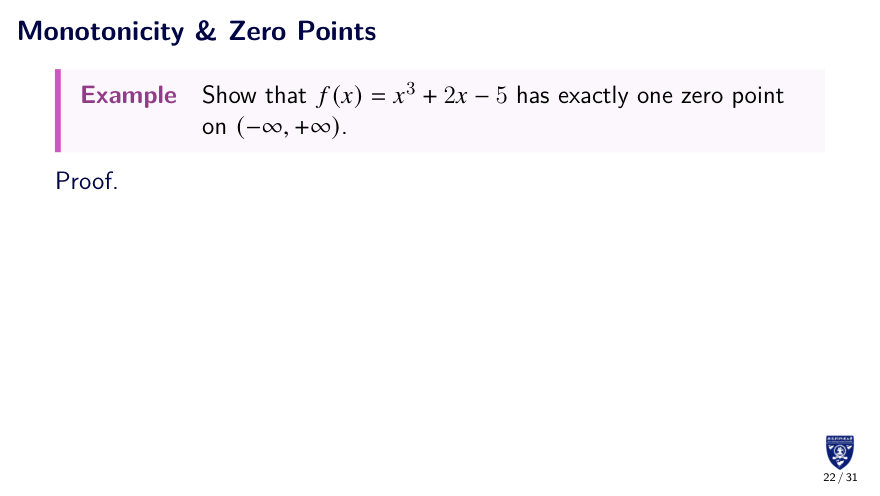 Monotonicity & Zero Points
Example Show that f(x) = x³ + 2x − 5 has exactly one zero point
on (−∞, +∞).
Proof.
22 / 31